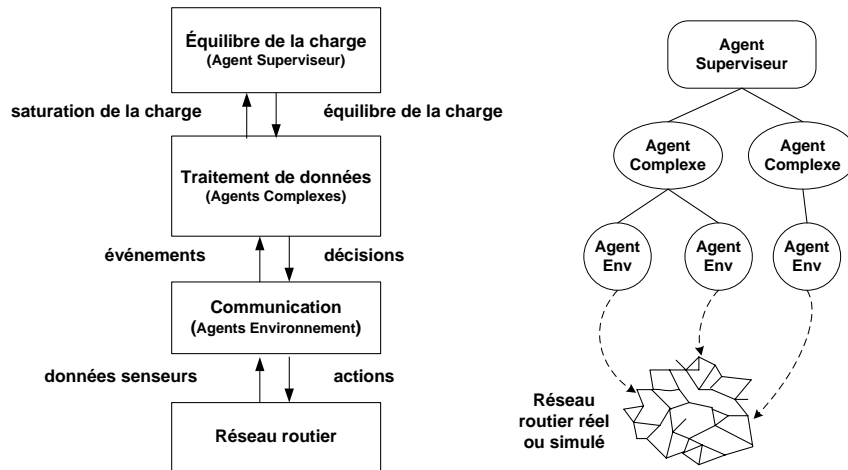 Équilibre de la charge
(Agent Superviseur)
saturation de la charge
équilibre de la charge
Traitement de données
(Agents Complexes)
événements
décisions
Communication
(Agents Environnement)
données senseurs
actions
Réseau routier
Agent
Superviseur
Agent
Complexe
Agent
Complexe
Agent
Env
Agent
Env
Agent
Env
Réseau
routier réel
ou simulé